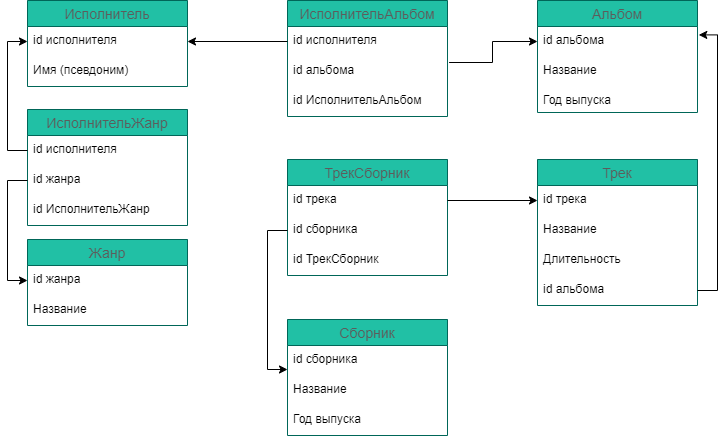 Исполнитель
id исполнителя
Имя (псевдоним)
ИсполнительЖанр
id исполнителя
id жанра
id ИсполнительЖанр
Жанр
id жанра
Название
ИсполнительАльбом
id исполнителя
id альбома
id ИсполнительАльбом
ТрекСборник
id трека
id сборника
id ТрекСборник
Сборник
id сборника
Название
Год выпуска
Альбом
id альбома
Название
Год выпуска
Трек
id трека
Название
Длительность
id альбома